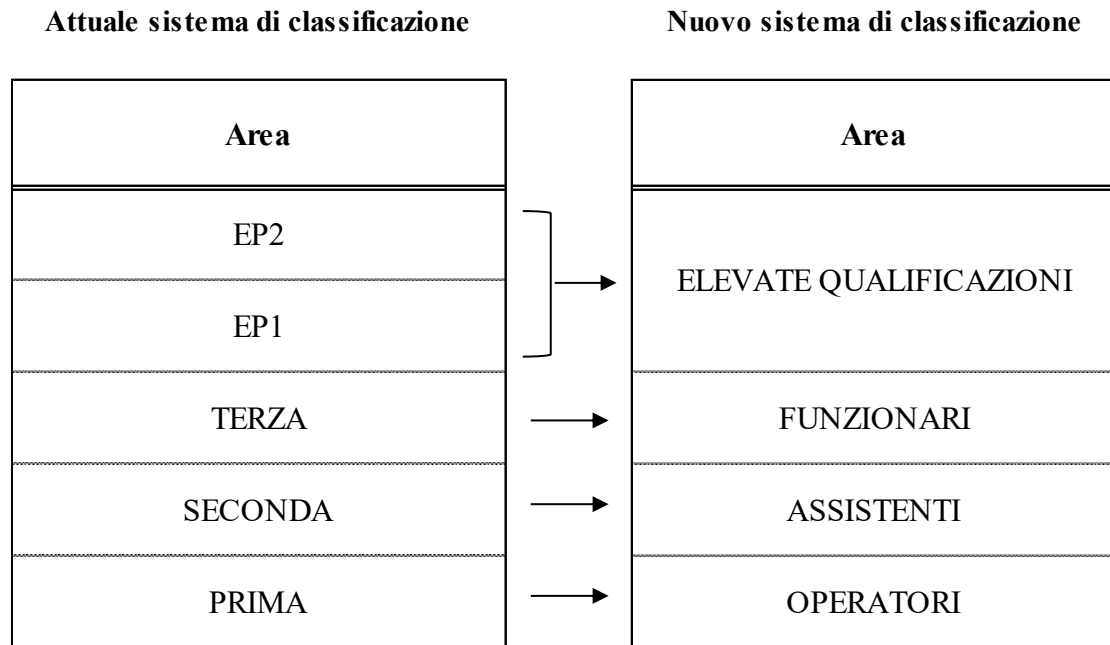 Attuale sistema di classificazione
Nuovo sistema di classificazione
Area
Area
EP2
EP1
ELEVATE QUALIFICAZIONI
TERZA
FUNZIONARI
SECONDA
ASSISTENTI
PRIMA
OPERATORI